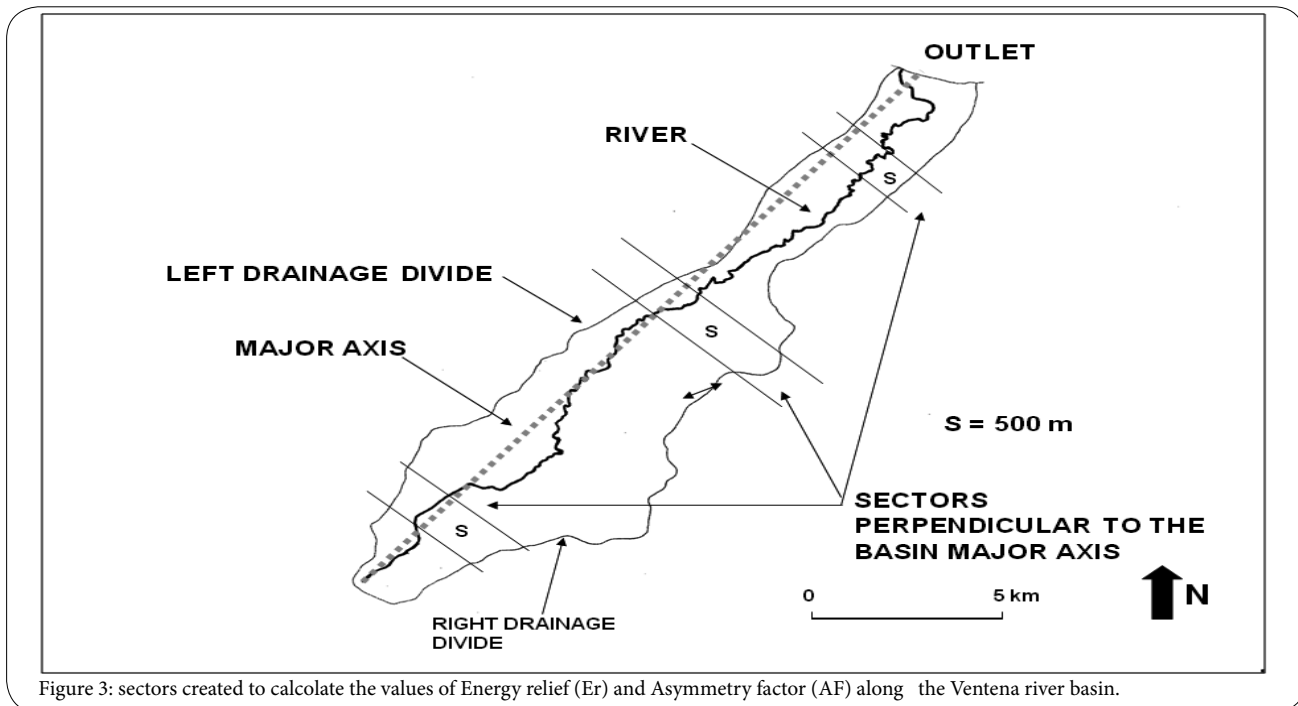 OUTLET
RIVER
S
LEFT DRAINAGE DIVIDE
S
MAJOR AXIS
S = 500 m
SECTORS
PERPENDICULAR TO THE
BASIN MAJOR AXIS
S
0 5 km
N
RIGHT DRAINAGE
DIVIDE
Figure 3: sectors created to calcolate the values of Energy relief (Er) and Asymmetry factor (AF) along the Ventena river basin.